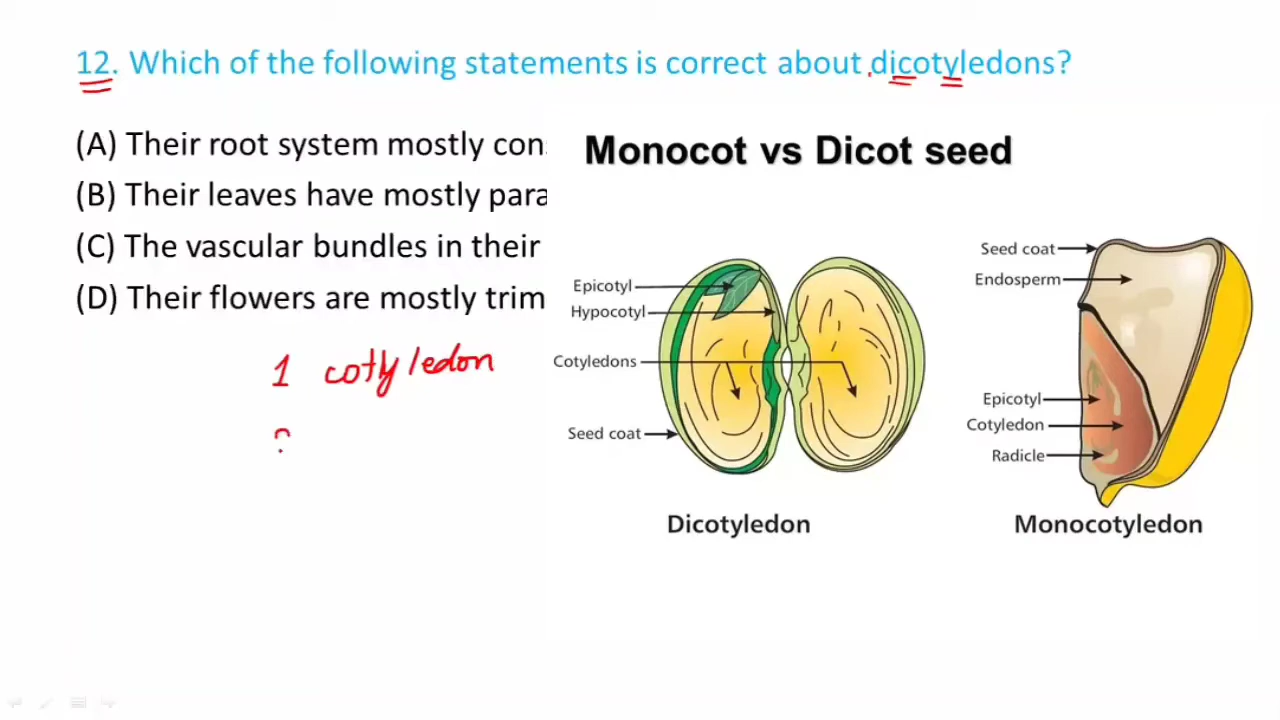 12. Which of the following statements is correct about dicotyledons?
(A) Their root system mostly con
(B) Their leaves have mostly para
(C) The vascular bundles in their
(D) Their flowers are mostly trim
1 cotyledon
Monocot vs Dicot seed
Epicotyl
Hypocotyl
Cotyledons
Seed coat
Dicotyledon
Seed coat
Endosperm
Epicotyl
Cotyledon
Radicle
Monocotyledon